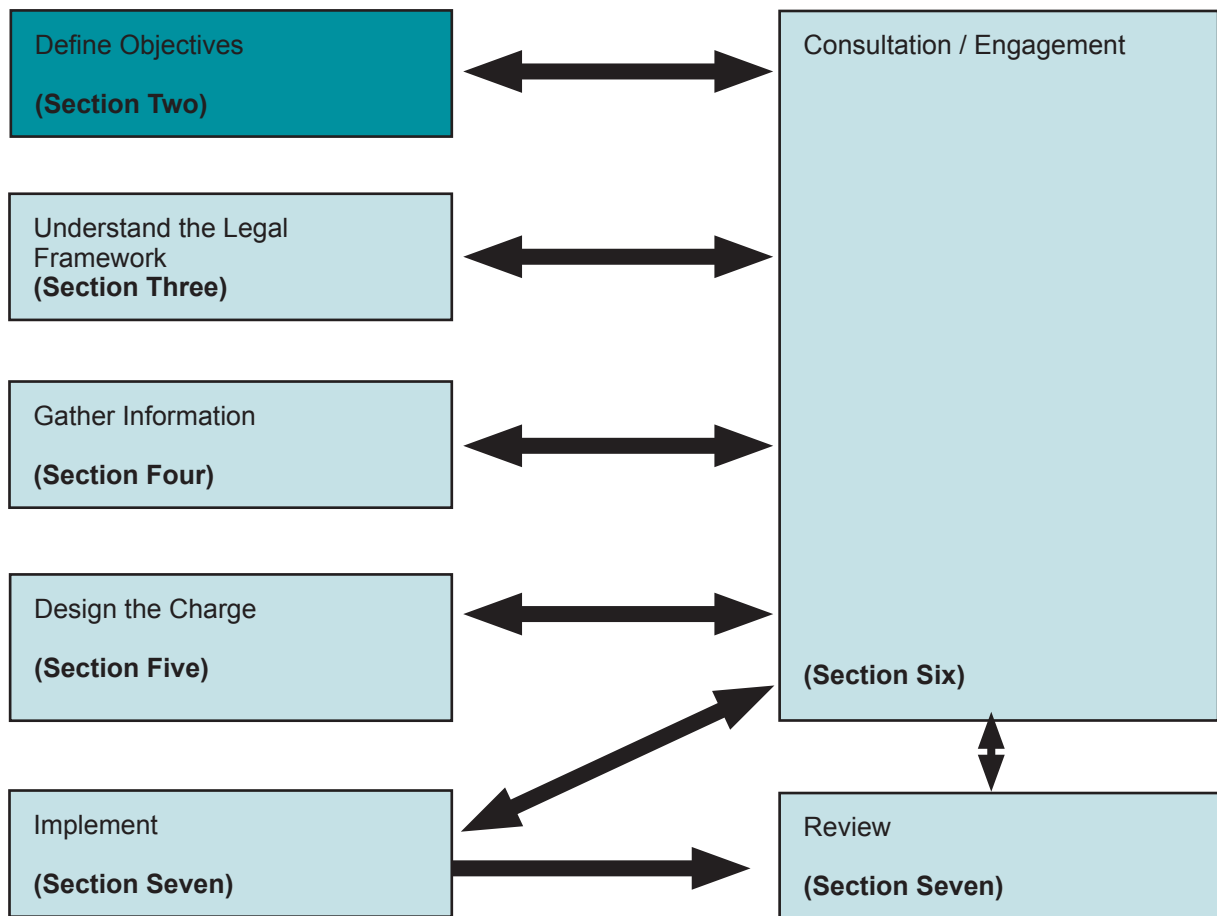 Define Objectives
(Section Two)
Consultation / Engagement
(Section Six)
Understand the Legal
Framework
(Section Three)
Gather Information
(Section Four)
Design the Charge
(Section Five)
Implement
(Section Seven)
Review
(Section Seven)